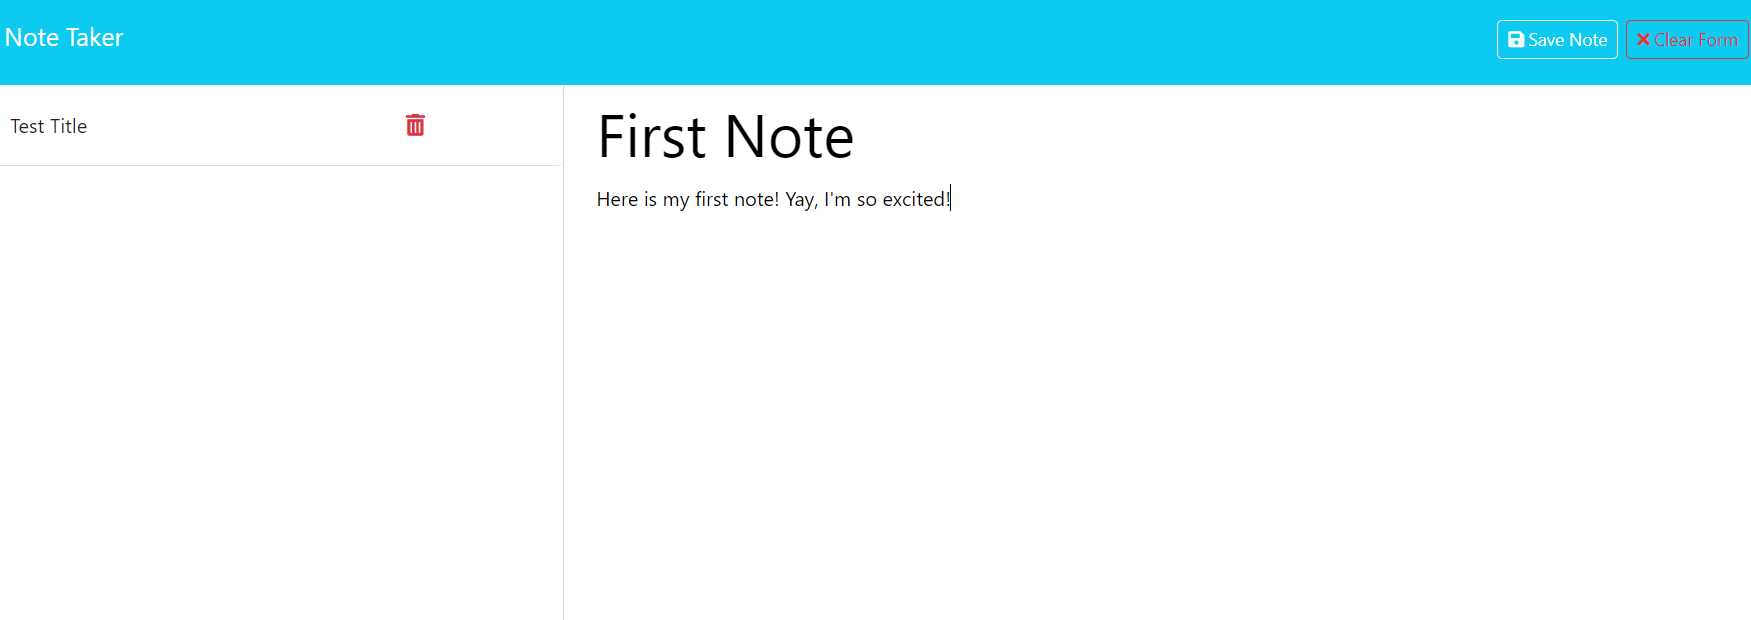 Note Taker
Save Note
Clear Form
Test Title
First Note
Here is my first note! Yay, I'm so excited!